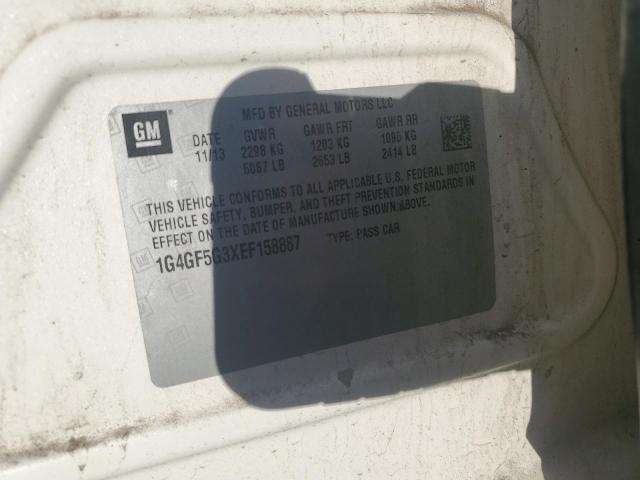 GM
MFD BY GENERAL MOTORS LLC
DATE GVWR GAWR FRT GAWR RR
11/13 2298 KG 1203 KG 1095 KG
5067 LB 2653 LB 2414 LB
THIS VEHICLE CONFORMS TO ALL APPLICABLE U.S. FEDERAL MOTOR
VEHICLE SAFETY, BUMPER, AND THEFT PREVENTION STANDARDS IN
EFFECT ON THE DATE OF MANUFACTURE SHOWN ABOVE.
1G4GF5G3XEF158887 TYPE: PASS CAR